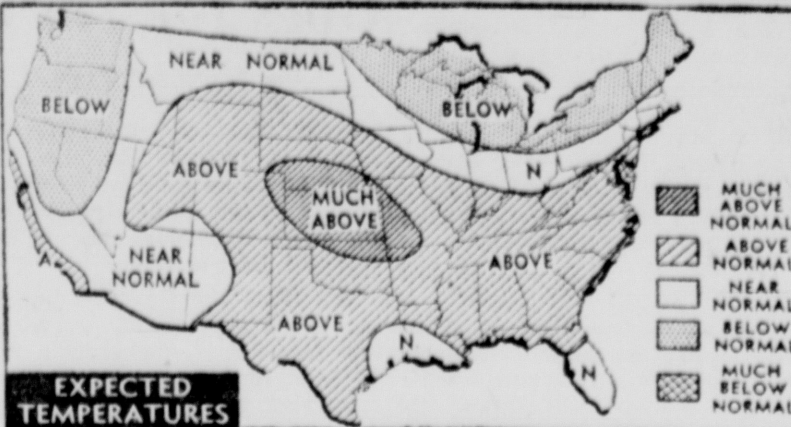 NEAR NORMAL
BELOW
BELOW
ABOVE
N
MUCH
ABOVE
A.
NEAR
NORMAL
ABOVE
ABOVE
N
N
MUCH
ABOVE
NORMAL
ABOVE
NORMAL
NEAR
NORMAL
BELOW
NORMAL
MUCH
BELOW
NORMAL
EXPECTED
TEMPERATURES